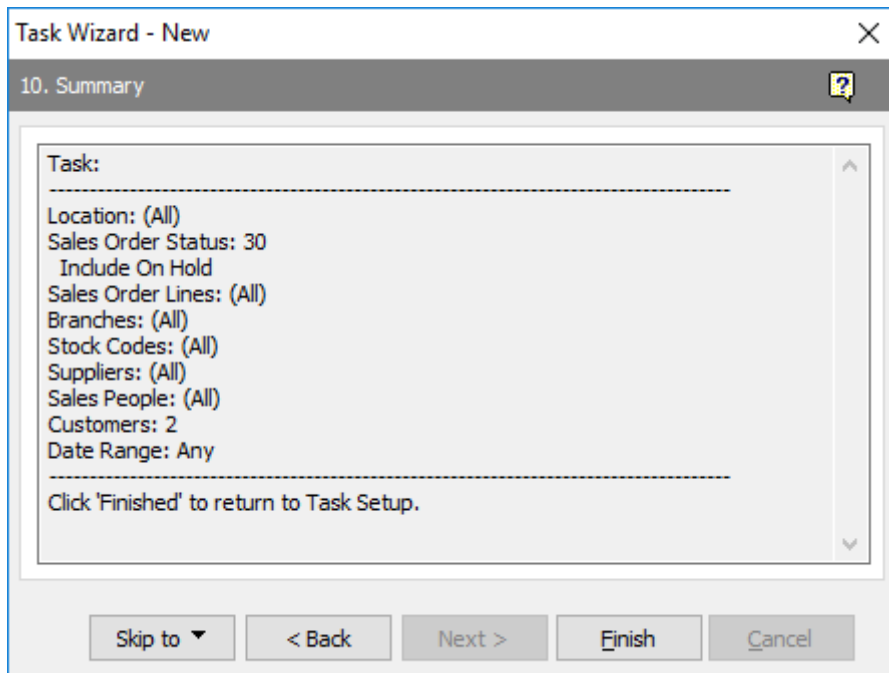 Task Wizard - New
10. Summary
?
Task:
-------------------------------------------------------------------------------------
Location: (All)
Sales Order Status: 30
Include On Hold
Sales Order Lines: (All)
Branches: (All)
Stock Codes: (All)
Suppliers: (All)
Sales People: (All)
Customers: 2
Date Range: Any
-------------------------------------------------------------------------------------
Click 'Finished' to return to Task Setup.
Skip to < Back Next > Finish Cancel